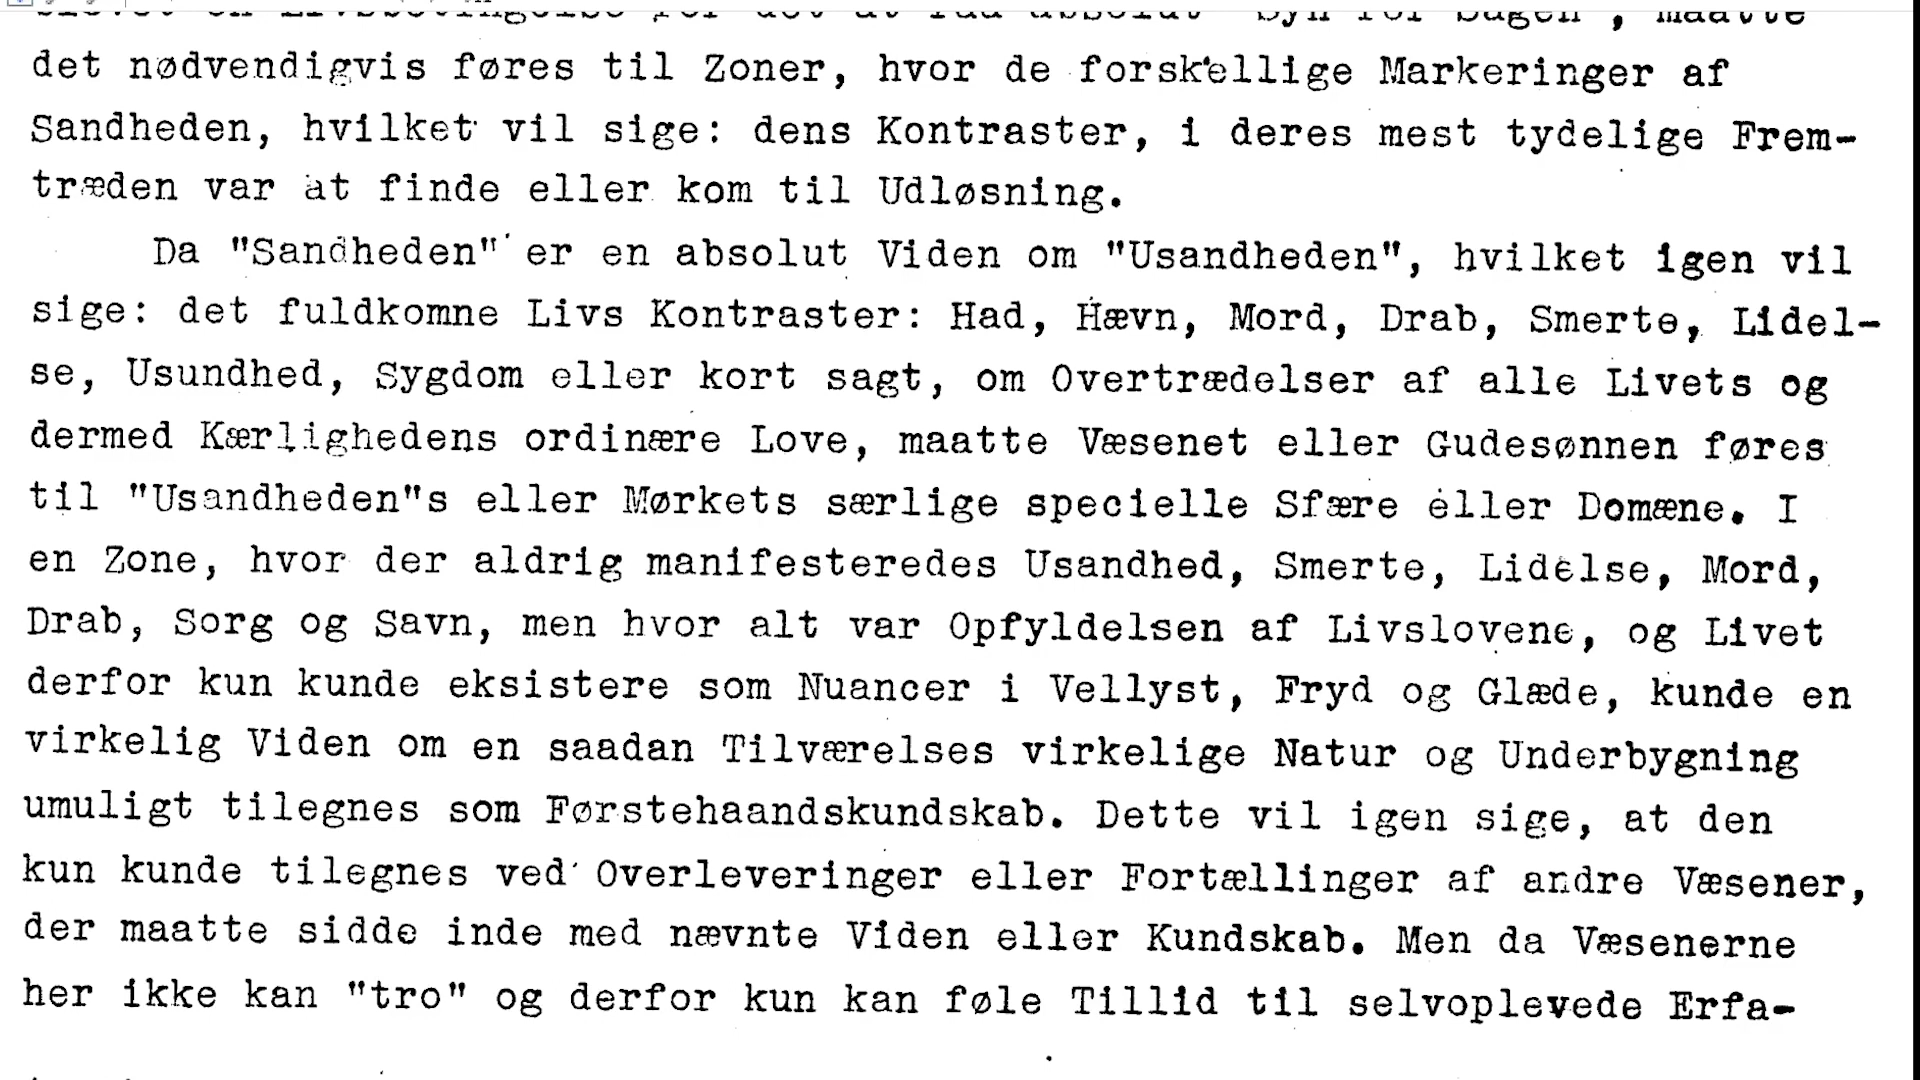 det at faa absolut "Syn for Sagen", maatte
det nødvendigvis føres til Zoner, hvor de forskellige Markeringer af
Sandheden, hvilket vil sige: dens Kontraster, i deres mest tydelige Frem-
træden var at finde eller kom til Udløsning.
Da "Sandheden" er en absolut Viden om "Usandheden", hvilket igen vil
sige: det fuldkomne Livs Kontraster: Had, Hævn, Mord, Drab, Smerte, Lidel-
se, Usundhed, Sygdom eller kort sagt, om Overtrædelser af alle Livets og
dermed Kærlighedens ordinære Love, maatte Væsenet eller Gudesønnen føres
til "Usandheden"s eller Mørkets særlige specielle Sfære eller Domæne. I
en Zone, hvor der aldrig manifesteredes Usandhed, Smerte, Lidelse, Mord,
Drab, Sorg og Savn, men hvor alt var Opfyldelsen af Livslovene, og Livet
derfor kun kunde eksistere som Nuancer i Vellyst, Fryd og Glæde, kunde en
virkelig Viden om en saadan Tilværelses virkelige Natur og Underbygning
umuligt tilegnes som Førstehaandskundskab. Dette vil igen sige, at den
kun kunde tilegnes ved Overleveringer eller Fortællinger af andre Væsener,
der maatte sidde inde med nævnte Viden eller Kundskab. Men da Væsenerne
her ikke kan "tro" og derfor kun kan føle Tillid til selvoplevede Erfa-